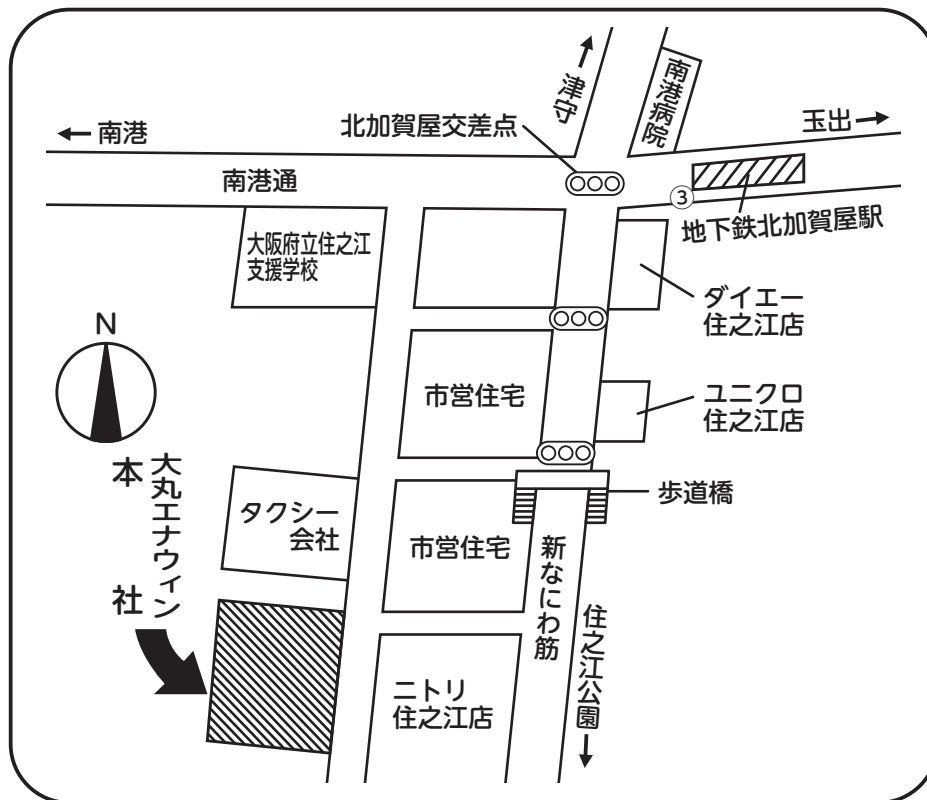 津守
南港病院
玉出
南港
北加賀屋交差点
南港通
③
地下鉄北加賀屋駅
大阪府立住之江
支援学校
ダイエー
住之江店
N
市営住宅
ユニクロ
住之江店
大丸エナウィン
本社
タクシー
会社
歩道橋
市営住宅
新なにわ筋
住之江公園
ニトリ
住之江店